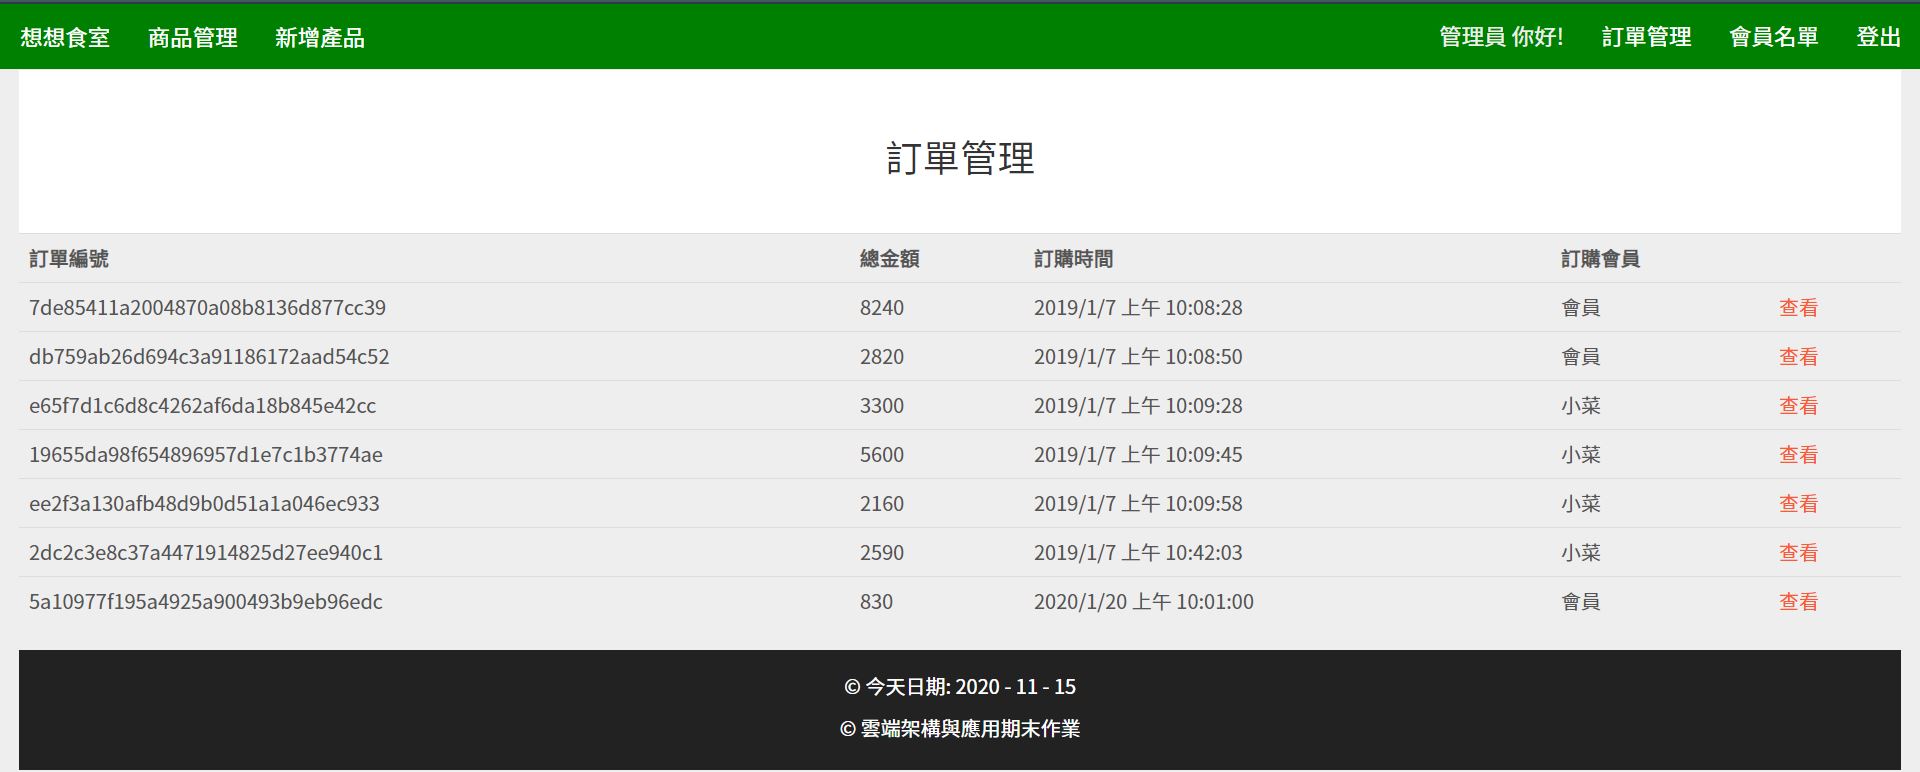 想想食室 商品管理 新增產品 管理員 你好! 訂單管理 會員名單 登出
訂單管理
訂單編號 總金額 訂購時間 訂購會員
7de85411a2004870a08b8136d877cc39 8240 2019/1/7 上午 10:08:28 會員 查看
db759ab26d694c3a91186172aad54c52 2820 2019/1/7 上午 10:08:50 會員 查看
e65f7d1c6d8c4262af6da18b845e42cc 3300 2019/1/7 上午 10:09:28 小菜 查看
19655da98f654896957d1e7c1b3774ae 5600 2019/1/7 上午 10:09:45 小菜 查看
ee2f3a130afb48d9b0d51a1a046ec933 2160 2019/1/7 上午 10:09:58 小菜 查看
2dc2c3e8c37a4471914825d27ee940c1 2590 2019/1/7 上午 10:42:03 小菜 查看
5a10977f195a4925a900493b9eb96edc 830 2020/1/20 上午 10:01:00 會員 查看
© 今天日期: 2020 - 11 - 15
© 雲端架構與應用期末作業